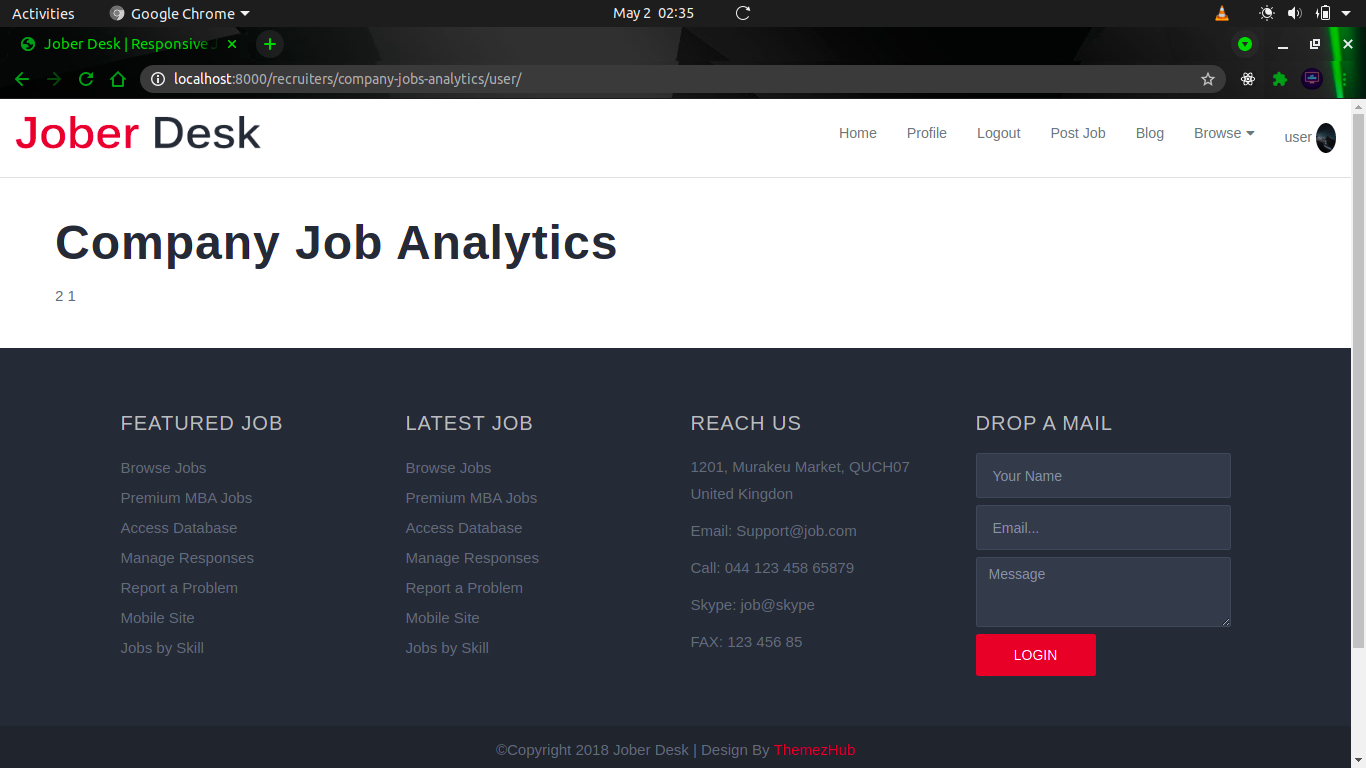 Activities Google Chrome May 2 02:35
Jober Desk | Responsive J
localhost:8000/recruiters/company-jobs-analytics/user/
Jober Desk Home Profile Logout Post Job Blog Browse user
Company Job Analytics
2 1
FEATURED JOB
Browse Jobs
Premium MBA Jobs
Access Database
Manage Responses
Report a Problem
Mobile Site
Jobs by Skill
LATEST JOB
Browse Jobs
Premium MBA Jobs
Access Database
Manage Responses
Report a Problem
Mobile Site
Jobs by Skill
REACH US
1201, Murakeu Market, QUCH07
United Kingdon
Email: Support@job.com
Call: 044 123 458 65879
Skype: job@skype
FAX: 123 456 85
DROP A MAIL
Your Name
Email...
Message
LOGIN
©Copyright 2018 Jober Desk | Design By ThemezHub